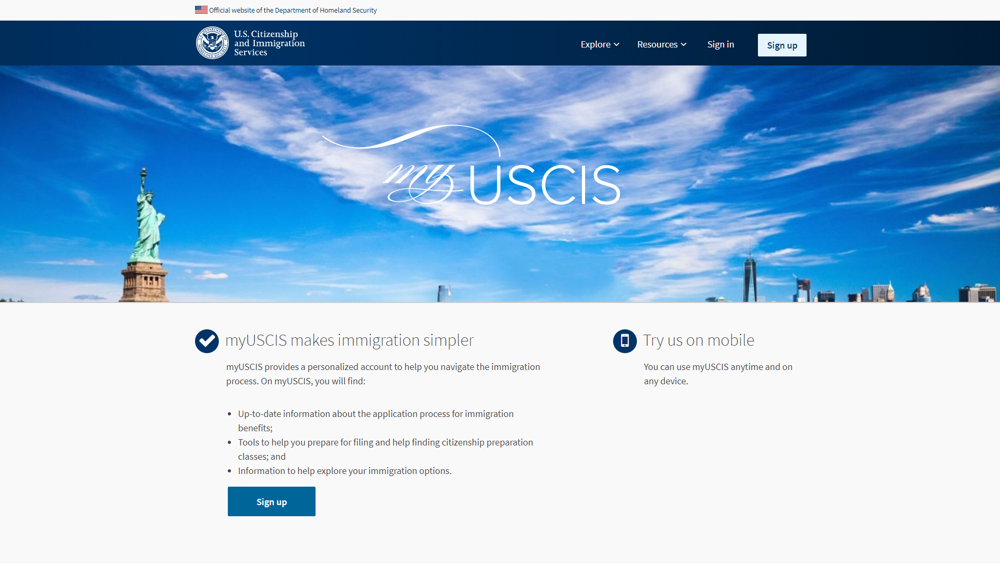 Official website of the Department of Homeland Security
U.S. Citizenship
and Immigration
Services
Explore
Resources
Sign in
Sign up
my USCIS
myUSCIS makes immigration simpler
myUSCIS provides a personalized account to help you navigate the immigration
process. On myUSCIS, you will find:
Up-to-date information about the application process for immigration
benefits;
Tools to help you prepare for filing and help finding citizenship preparation
classes; and
Information to help explore your immigration options.
Sign up
Try us on mobile
You can use myUSCIS anytime and on
any device.